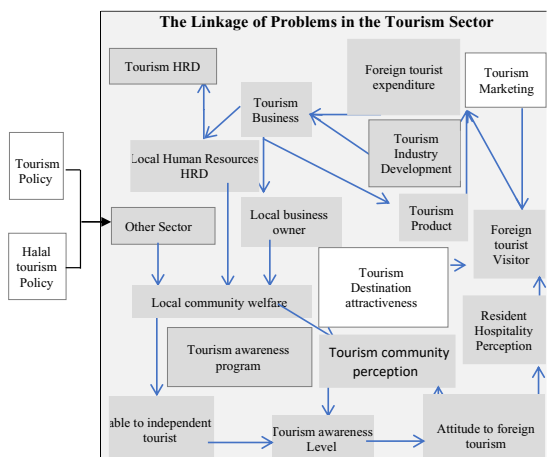 The Linkage of Problems in the Tourism Sector
Tourism HRD
Foreign tourist
expenditure
Tourism
Marketing
Tourism
Business
Tourism
Industry
Development
Local Human Resources
HRD
Tourism
Policy
Other Sector
Local business
owner
Tourism
Product
Foreign
tourist
Visitor
Halal
tourism
Policy
Tourism
Destination
attractiveness
Local community welfare
Resident
Hospitality
Perception
Tourism awareness
program
Tourism community
perception
able to independent
tourist
Tourism awareness
Level
Attitude to foreign
tourism